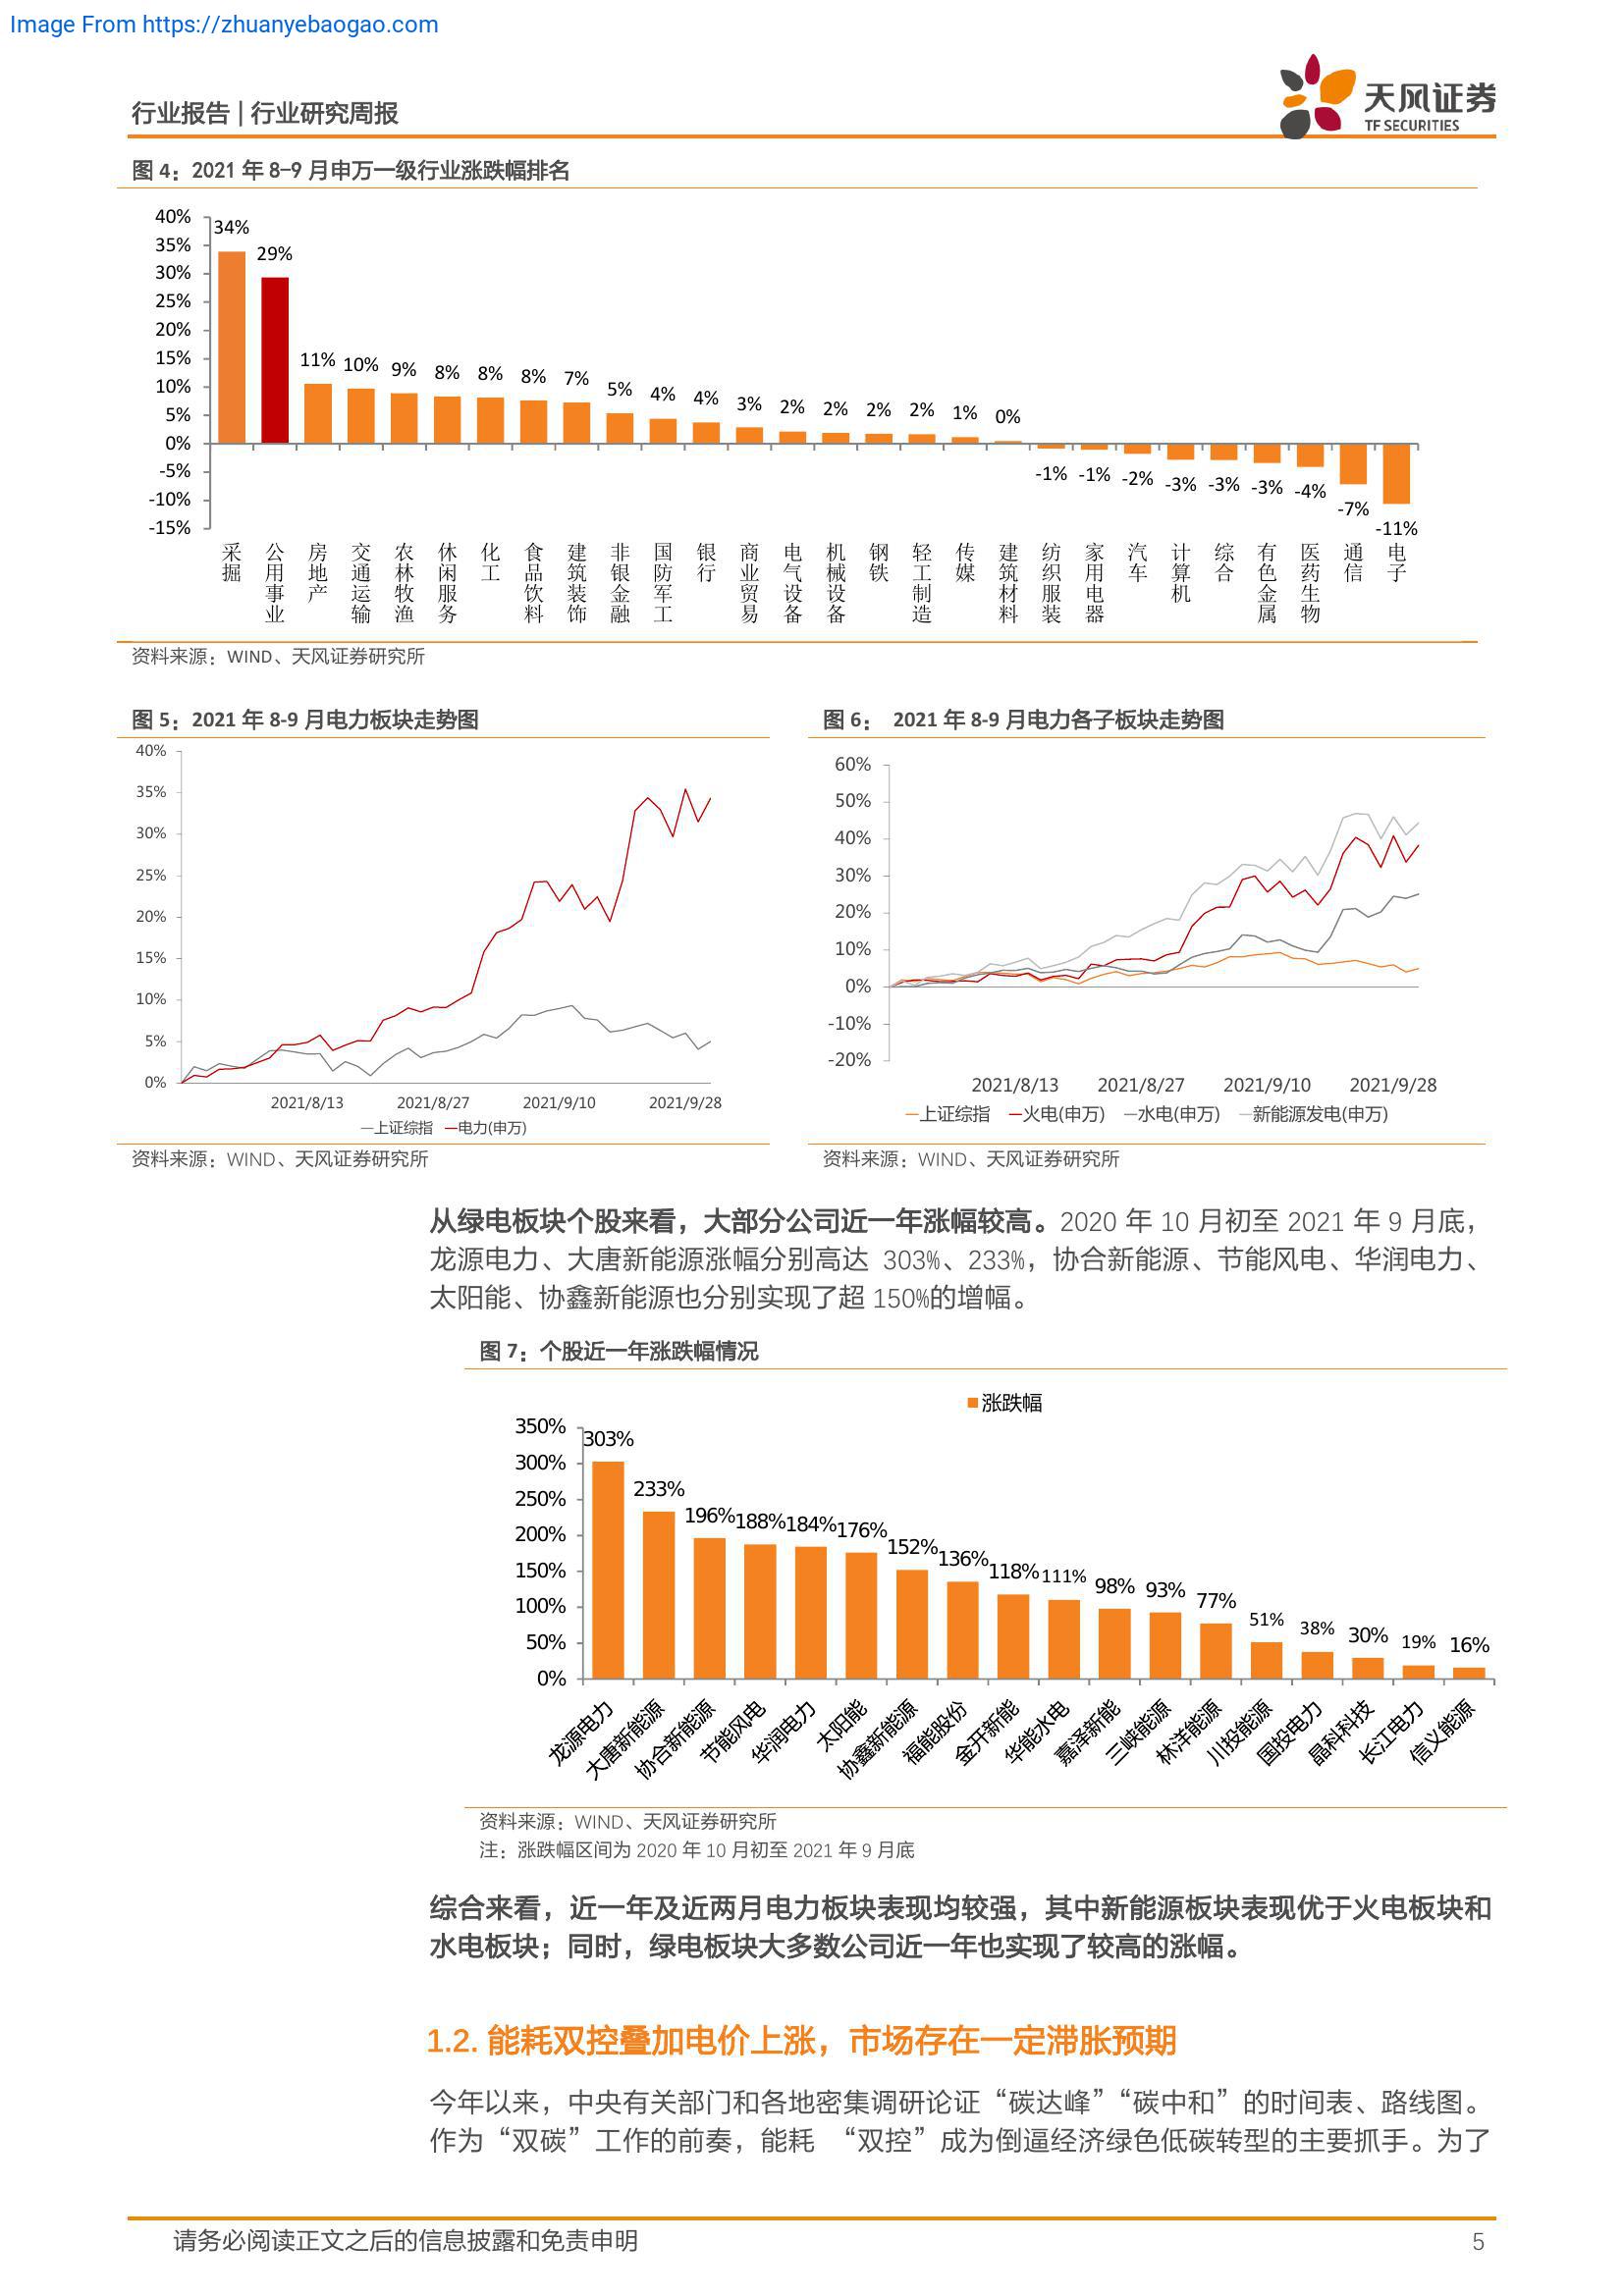 Image From https://zhuanyebaogao.com
行业报告 | 行业研究周报
天风证券
TF SECURITIES
图 4：2021 年 8-9 月申万一级行业涨跌幅排名
40%
35%
30%
25%
20%
15%
10%
5%
0%
-5%
-10%
-15%
34% 29% 11% 10% 9% 8% 8% 8% 7% 5% 4% 4% 3% 2% 2% 2% 2% 1% 0% -1% -1% -2% -3% -3% -3% -4% -7% -11%
采掘 公用事业 房地产 交通运输 农林牧渔 休闲服务 化工 食品饮料 建筑装饰 非银金融 国防军工 银行 商业贸易 电气设备 机械设备 钢铁 轻工制造 传媒 建筑材料 纺织服装 家用电器 汽车 计算机 综合 有色金属 医药生物 通信 电子
资料来源：WIND、天风证券研究所
图 5：2021 年 8-9 月电力板块走势图
40%
35%
30%
25%
20%
15%
10%
5%
0%
2021/8/13 2021/8/27 2021/9/10 2021/9/28
上证综指 电力(申万)
资料来源：WIND、天风证券研究所
图 6： 2021 年 8-9 月电力各子板块走势图
60%
50%
40%
30%
20%
10%
0%
-10%
-20%
2021/8/13 2021/8/27 2021/9/10 2021/9/28
上证综指 火电(申万) 水电(申万) 新能源发电(申万)
资料来源：WIND、天风证券研究所
从绿电板块个股来看，大部分公司近一年涨幅较高。2020 年 10 月初至 2021 年 9 月底，
龙源电力、大唐新能源涨幅分别高达 303%、233%，协合新能源、节能风电、华润电力、
太阳能、协鑫新能源也分别实现了超 150%的增幅。
图 7：个股近一年涨跌幅情况
涨跌幅
350%
300%
250%
200%
150%
100%
50%
0%
303% 233% 196% 188% 184% 176% 152% 136% 118% 111% 98% 93% 77% 51% 38% 30% 19% 16%
龙源电力 大唐新能源 协合新能源 节能风电 华润电力 太阳能 协鑫新能源 福能股份 金开新能 华能水电 嘉泽新能 三峡能源 林洋能源 川投能源 国投电力 晶科科技 长江电力 信义能源
资料来源：WIND、天风证券研究所
注：涨跌幅区间为 2020 年 10 月初至 2021 年 9 月底
综合来看，近一年及近两月电力板块表现均较强，其中新能源板块表现优于火电板块和
水电板块；同时，绿电板块大多数公司近一年也实现了较高的涨幅。
1.2. 能耗双控叠加电价上涨，市场存在一定滞胀预期
今年以来，中央有关部门和各地密集调研论证“碳达峰”“碳中和”的时间表、路线图。
作为“双碳”工作的前奏，能耗 “双控”成为倒逼经济绿色低碳转型的主要抓手。为了
请务必阅读正文之后的信息披露和免责申明
5